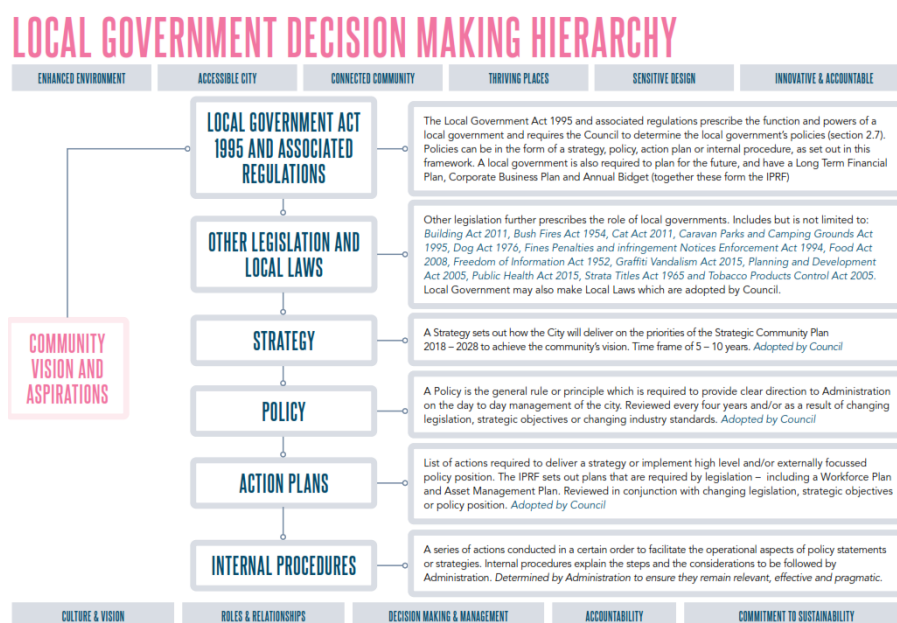 LOCAL GOVERNMENT DECISION MAKING HIERARCHY
ENHANCED ENVIRONMENT
ACCESSIBLE CITY
CONNECTED COMMUNITY
THRIVING PLACES
SENSITIVE DESIGN
INNOVATIVE & ACCOUNTABLE
LOCAL GOVERNMENT ACT
1995 AND ASSOCIATED
REGULATIONS
The Local Government Act 1995 and associated regulations prescribe the function and powers of a
local government and requires the Council to determine the local government's policies (section 2.7).
Policies can be in the form of a strategy, policy, action plan or internal procedure, as set out in this
framework. A local government is also required to plan for the future, and have a Long Term Financial
Plan, Corporate Business Plan and Annual Budget (together these form the IPRF)
OTHER LEGISLATION AND
LOCAL LAWS
Other legislation further prescribes the role of local governments. Includes but is not limited to:
Building Act 2011, Bush Fires Act 1954, Cat Act 2011, Caravan Parks and Camping Grounds Act
1995, Dog Act 1976, Fines Penalties and infringement Notices Enforcement Act 1994, Food Act
2008, Freedom of Information Act 1952, Graffiti Vandalism Act 2015, Planning and Development
Act 2005, Public Health Act 2015, Strata Titles Act 1965 and Tobacco Products Control Act 2005.
Local Government may also make Local Laws which are adopted by Council.
COMMUNITY
VISION AND
ASPIRATIONS
STRATEGY
A Strategy sets out how the City will deliver on the priorities of the Strategic Community Plan
2018 – 2028 to achieve the community's vision. Time frame of 5 – 10 years. Adopted by Council
POLICY
A Policy is the general rule or principle which is required to provide clear direction to Administration
on the day to day management of the city. Reviewed every four years and/or as a result of changing
legislation, strategic objectives or changing industry standards. Adopted by Council
ACTION PLANS
List of actions required to deliver a strategy or implement high level and/or externally focussed
policy position. The IPRF sets out plans that are required by legislation – including a Workforce Plan
and Asset Management Plan. Reviewed in conjunction with changing legislation, strategic objectives
or policy position. Adopted by Council
INTERNAL PROCEDURES
A series of actions conducted in a certain order to facilitate the operational aspects of policy statements
or strategies. Internal procedures explain the steps and the considerations to be followed by
Administration. Determined by Administration to ensure they remain relevant, effective and pragmatic.
CULTURE & VISION
ROLES & RELATIONSHIPS
DECISION MAKING & MANAGEMENT
ACCOUNTABILITY
COMMITMENT TO SUSTAINABILITY